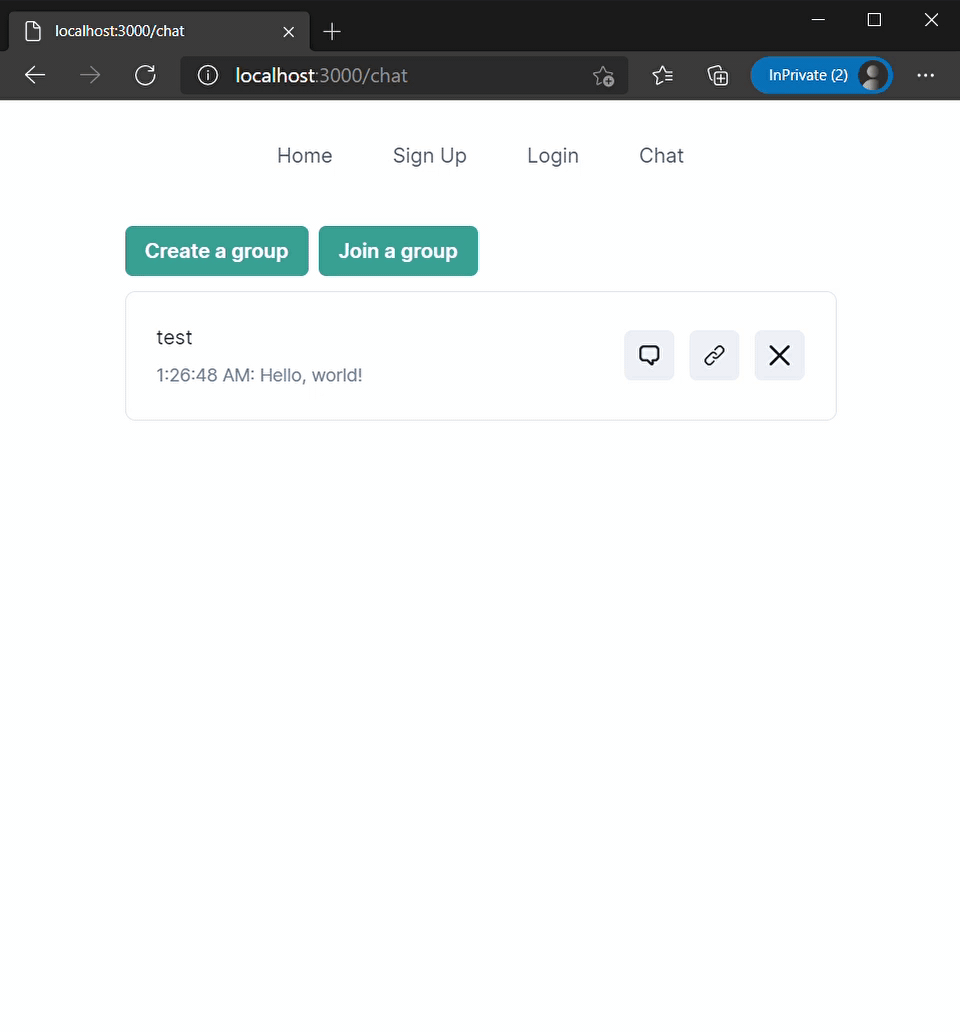 localhost:3000/chat
localhost:3000/chat
InPrivate (2)
Home Sign Up Login Chat
Create a group Join a group
test
1:26:48 AM: Hello, world!